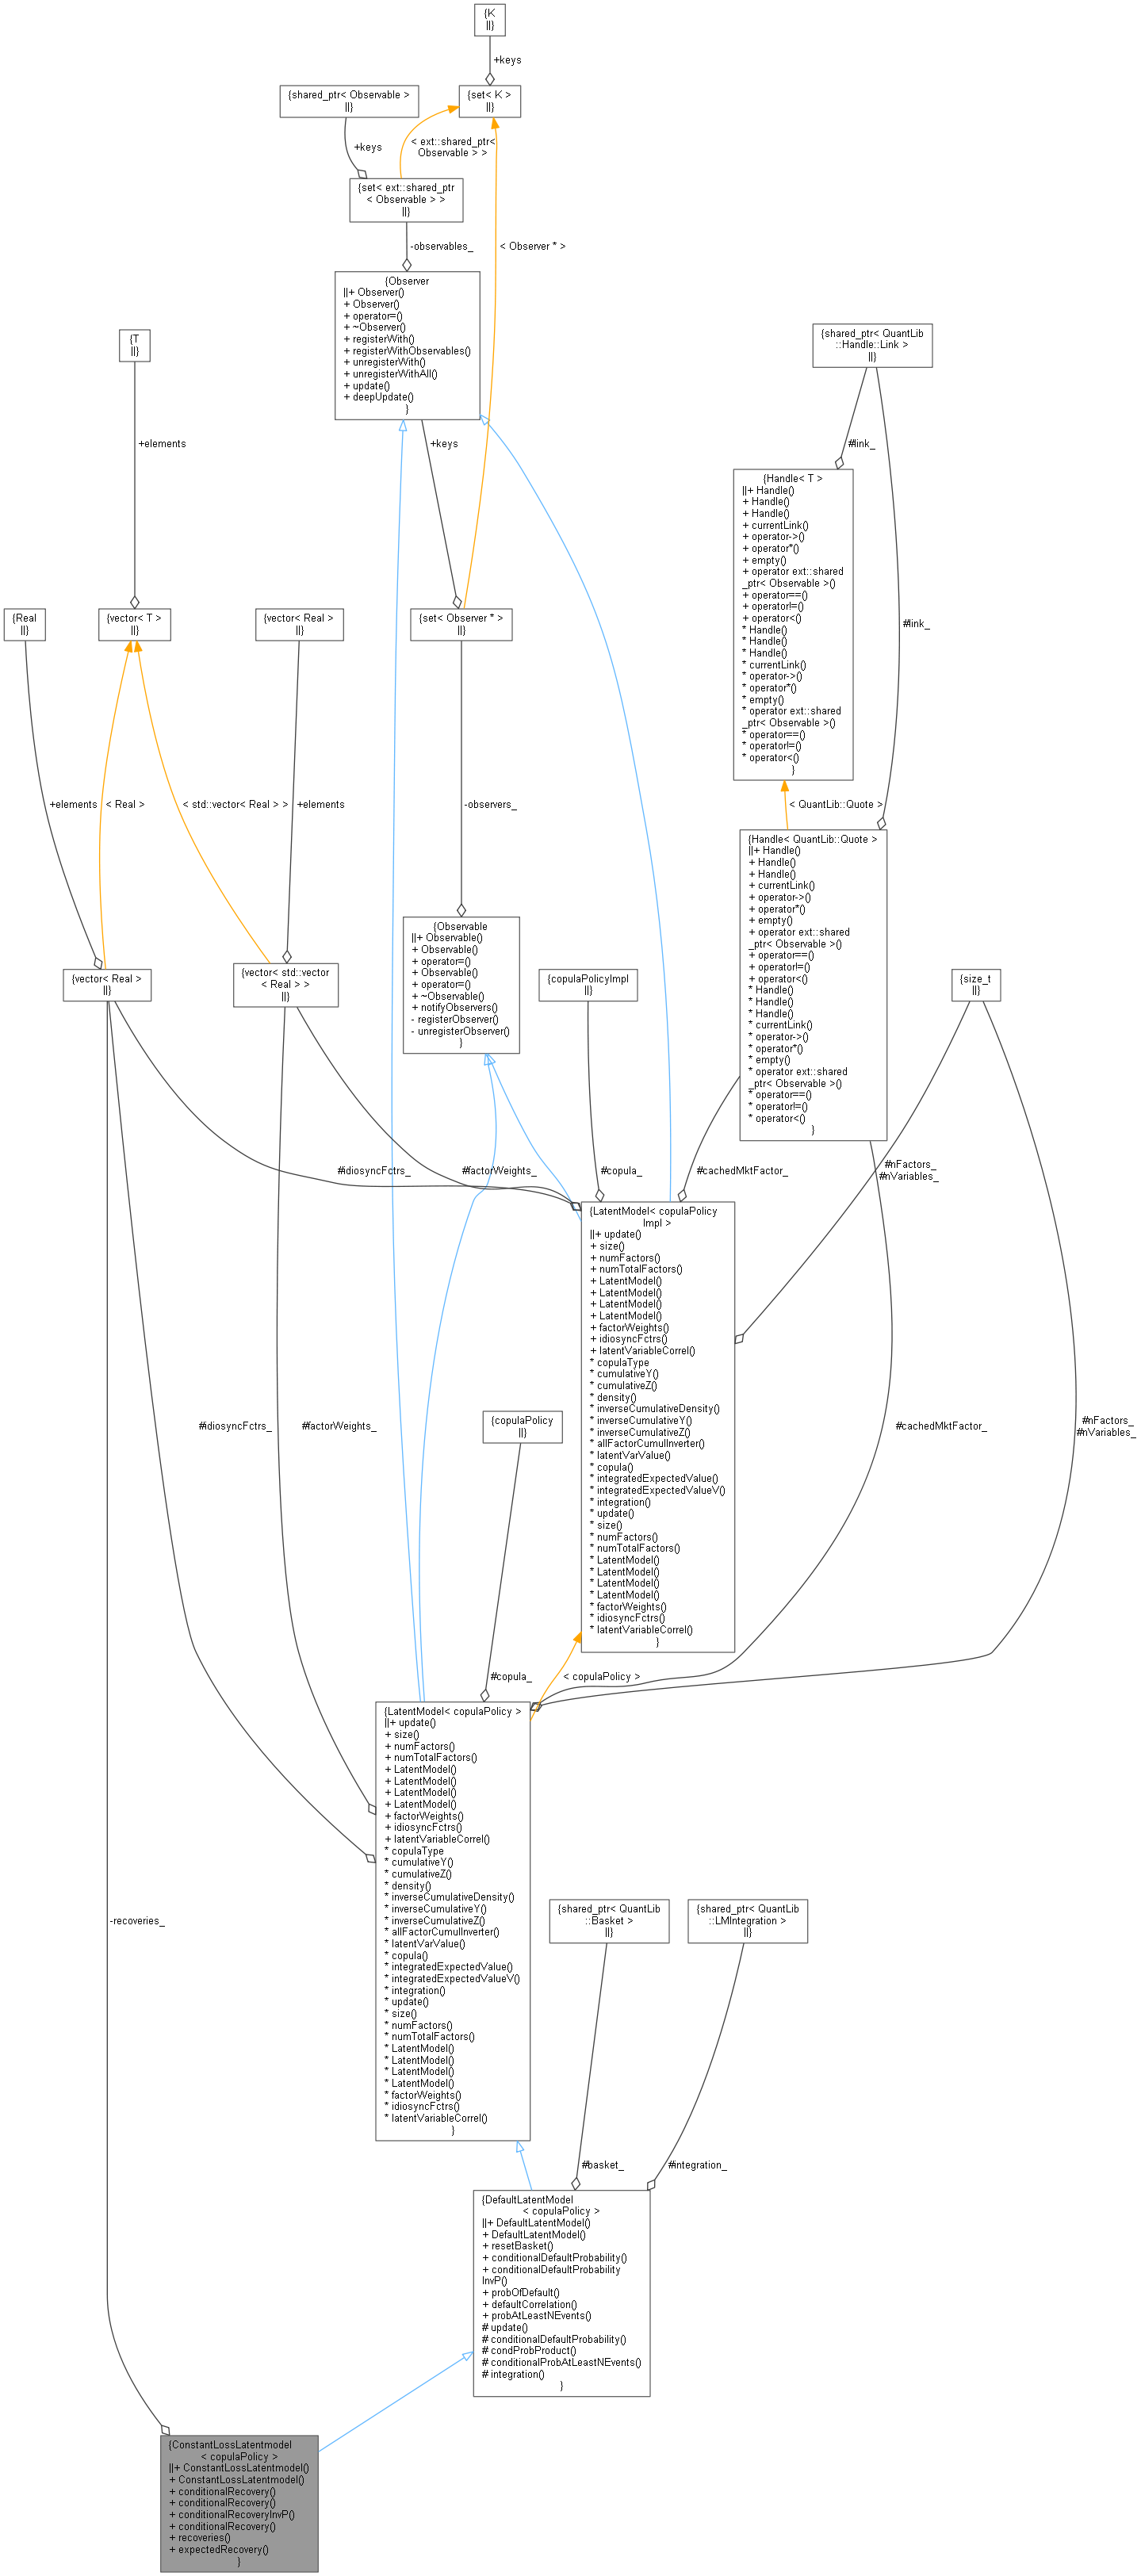 {K
||}
+keys
{shared_ptr< Observable >
||}
{set< K >
||}
+keys
< ext::shared_ptr<
Observable > >
{set< ext::shared_ptr
< Observable > >
||}
-observables_
< Observer * >
{Observer
||+ Observer()
+ Observer()
+ operator=()
+ ~Observer()
+ registerWith()
+ registerWithObservables()
+ unregisterWith()
+ unregisterWithAll()
+ update()
+ deepUpdate()
}
{T
||}
{shared_ptr< QuantLib
::Handle::Link >
||}
+elements
+keys
#link_
{Handle< T >
||+ Handle()
+ Handle()
+ Handle()
+ currentLink()
+ operator->()
+ operator*()
+ empty()
+ operator ext::shared
_ptr< Observable >()
+ operator==()
+ operator!=()
+ operator<()
* Handle()
* Handle()
* Handle()
* currentLink()
* operator->()
* operator*()
* empty()
* operator ext::shared
_ptr< Observable >()
* operator==()
* operator!=()
* operator<()
}
#link_
{Real
||}
{vector< T >
||}
{vector< Real >
||}
{set< Observer * >
||}
+elements
< Real >
< std::vector< Real > >
+elements
-observers_
< QuantLib::Quote >
{Handle< QuantLib::Quote >
||+ Handle()
+ Handle()
+ Handle()
+ currentLink()
+ operator->()
+ operator*()
+ empty()
+ operator ext::shared
_ptr< Observable >()
+ operator==()
+ operator!=()
+ operator<()
* Handle()
* Handle()
* Handle()
* currentLink()
* operator->()
* operator*()
* empty()
* operator ext::shared
_ptr< Observable >()
* operator==()
* operator!=()
* operator<()
}
{Observable
||+ Observable()
+ Observable()
+ operator=()
+ Observable()
+ operator=()
+ ~Observable()
+ notifyObservers()
- registerObserver()
- unregisterObserver()
}
{vector< Real >
||}
{vector< std::vector
< Real > >
||}
{copulaPolicyImpl
||}
{size_t
||}
#idiosyncFctrs_
#factorWeights_
#copula_
#cachedMktFactor_
#nFactors_
#nVariables_
{LatentModel< copulaPolicy
Impl >
||+ update()
+ size()
+ numFactors()
+ numTotalFactors()
+ LatentModel()
+ LatentModel()
+ LatentModel()
+ LatentModel()
+ factorWeights()
+ idiosyncFctrs()
+ latentVariableCorrel()
* copulaType
* cumulativeY()
* cumulativeZ()
* density()
* inverseCumulativeDensity()
* inverseCumulativeY()
* inverseCumulativeZ()
* allFactorCumulInverter()
* latentVarValue()
* copula()
* integratedExpectedValue()
* integratedExpectedValueV()
* integration()
* update()
* size()
* numFactors()
* numTotalFactors()
* LatentModel()
* LatentModel()
* LatentModel()
* LatentModel()
* factorWeights()
* idiosyncFctrs()
* latentVariableCorrel()
}
{copulaPolicy
||}
#idiosyncFctrs_
#factorWeights_
#cachedMktFactor_
#nFactors_
#nVariables_
#copula_
< copulaPolicy >
{LatentModel< copulaPolicy >
||+ update()
+ size()
+ numFactors()
+ numTotalFactors()
+ LatentModel()
+ LatentModel()
+ LatentModel()
+ LatentModel()
+ factorWeights()
+ idiosyncFctrs()
+ latentVariableCorrel()
* copulaType
* cumulativeY()
* cumulativeZ()
* density()
* inverseCumulativeDensity()
* inverseCumulativeY()
* inverseCumulativeZ()
* allFactorCumulInverter()
* latentVarValue()
* copula()
* integratedExpectedValue()
* integratedExpectedValueV()
* integration()
* update()
* size()
* numFactors()
* numTotalFactors()
* LatentModel()
* LatentModel()
* LatentModel()
* LatentModel()
* factorWeights()
* idiosyncFctrs()
* latentVariableCorrel()
}
-recoveries_
{shared_ptr< QuantLib
::Basket >
||}
{shared_ptr< QuantLib
::LMIntegration >
||}
#basket_
#integration_
{DefaultLatentModel
< copulaPolicy >
||+ DefaultLatentModel()
+ DefaultLatentModel()
+ resetBasket()
+ conditionalDefaultProbability()
+ conditionalDefaultProbability
InvP()
+ probOfDefault()
+ defaultCorrelation()
+ probAtLeastNEvents()
# update()
# conditionalDefaultProbability()
# condProbProduct()
# conditionalProbAtLeastNEvents()
# integration()
}
{ConstantLossLatentmodel
< copulaPolicy >
||+ ConstantLossLatentmodel()
+ ConstantLossLatentmodel()
+ conditionalRecovery()
+ conditionalRecovery()
+ conditionalRecoveryInvP()
+ conditionalRecovery()
+ recoveries()
+ expectedRecovery()
}